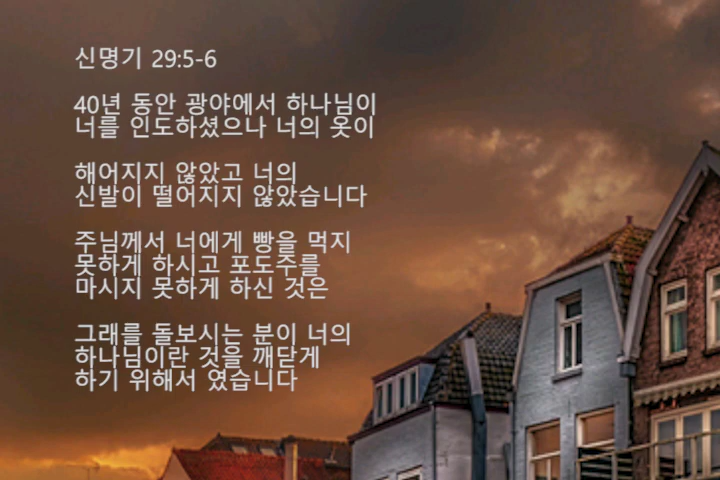 신명기 29:5-6
40년 동안 광야에서 하나님이
너를 인도하셨으나 너의 옷이
해어지지 않았고 너의
신발이 떨어지지 않았습니다
주님께서 너에게 빵을 먹지
못하게 하시고 포도주를
마시지 못하게 하신 것은
그래를 돌보시는 분이 너의
하나님이란 것을 깨닫게
하기 위해서 였습니다